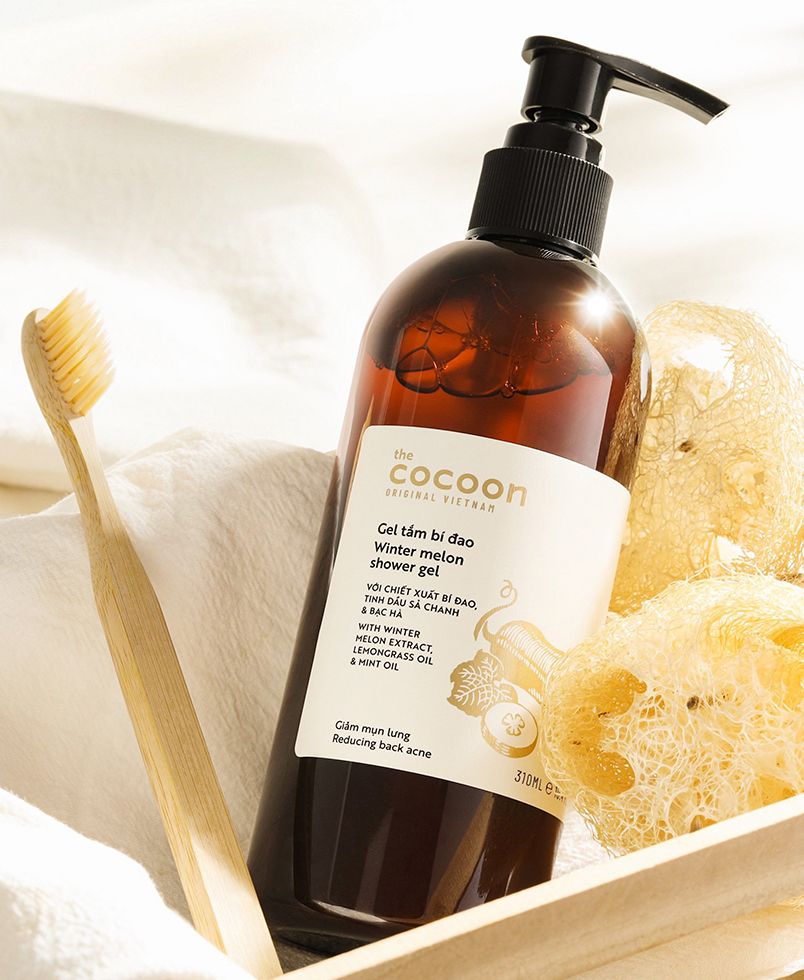 the
cocoon
ORIGINAL VIETNAM
Gel tắm bí đao
Winter melon
shower gel
VỚI CHIẾT XUẤT BÍ ĐAO,
TINH DẦU SẢ CHANH
& BẠC HÀ
WITH WINTER
MELON EXTRACT,
LEMONGRASS OIL
& MINT OIL
Giảm mụn lưng
Reducing back acne
310ML e